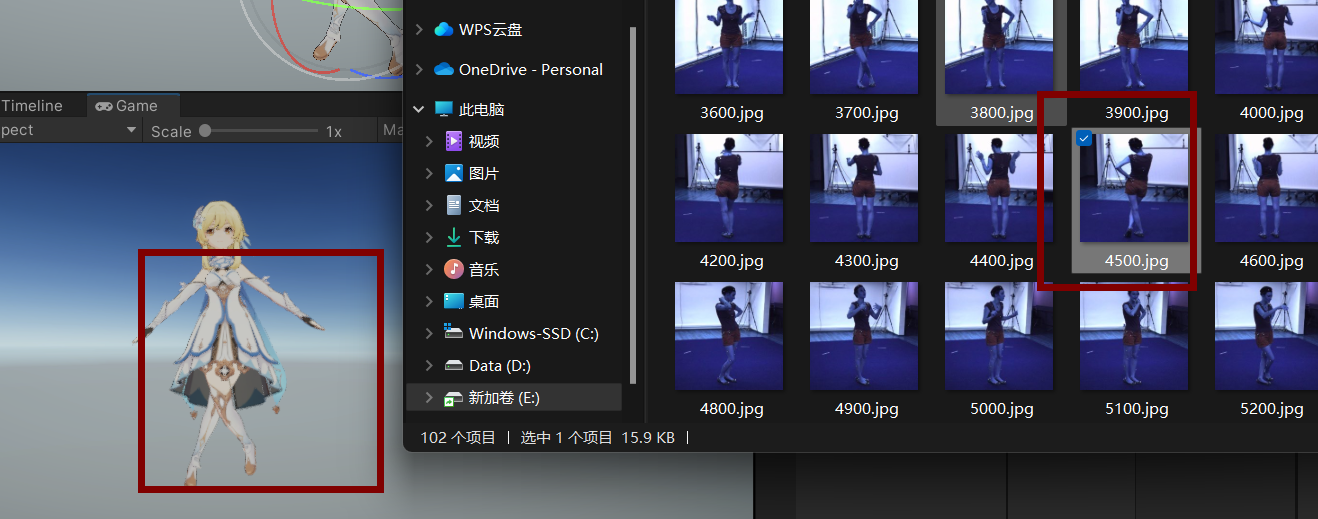 Timeline
Game
pect
Scale
1x
Ma
WPS云盘
OneDrive - Personal
此电脑
视频
图片
文档
下载
音乐
桌面
Windows-SSD (C:)
Data (D:)
新加卷 (E:)
102 个项目
选中 1 个项目 15.9 KB
3600.jpg
3700.jpg
3800.jpg
3900.jpg
4000.jpg
4200.jpg
4300.jpg
4400.jpg
4500.jpg
4600.jpg
4800.jpg
4900.jpg
5000.jpg
5100.jpg
5200.jpg